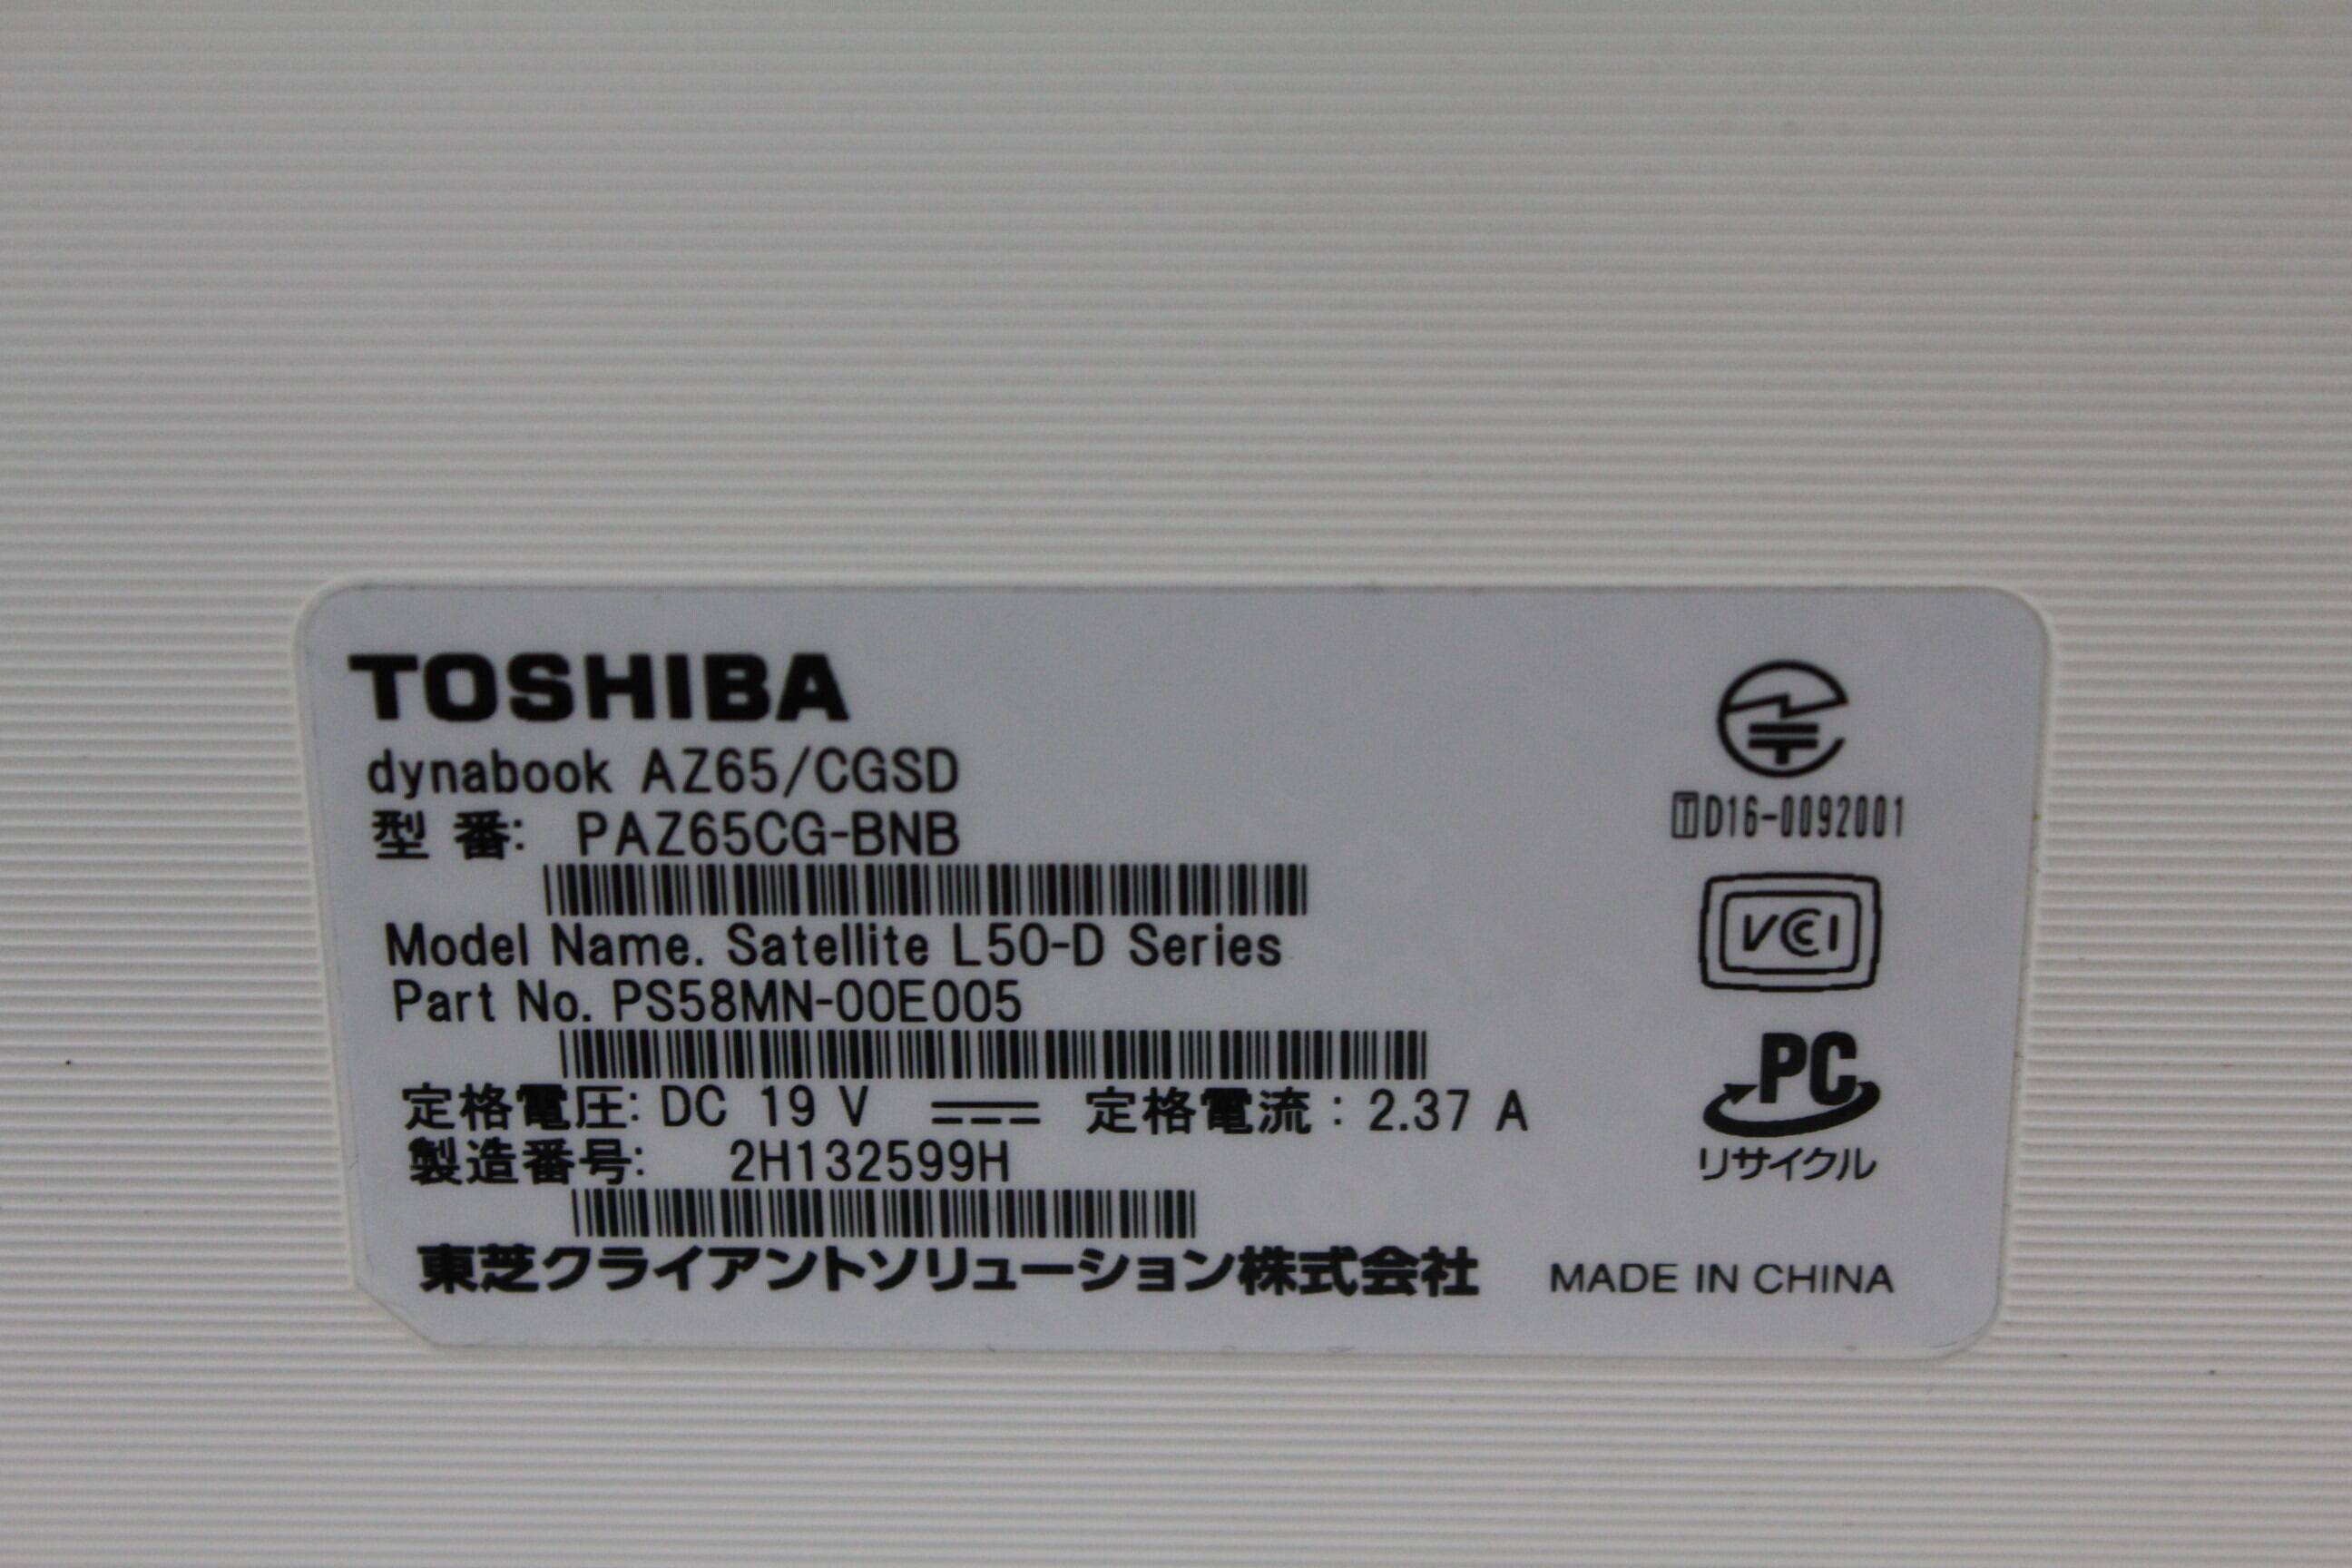 TOSHIBA
dynabook AZ65/CGSD
型 番: PAZ65CG-BNB
Model Name. Satellite L50-D Series
Part No. PS58MN-00E005
定格電圧: DC 19 V 定格電流: 2.37 A
製造番号: 2H132599H
東芝クライアントソリューション株式会社
T D16-0092001
VCCI
PC
リサイクル
MADE IN CHINA